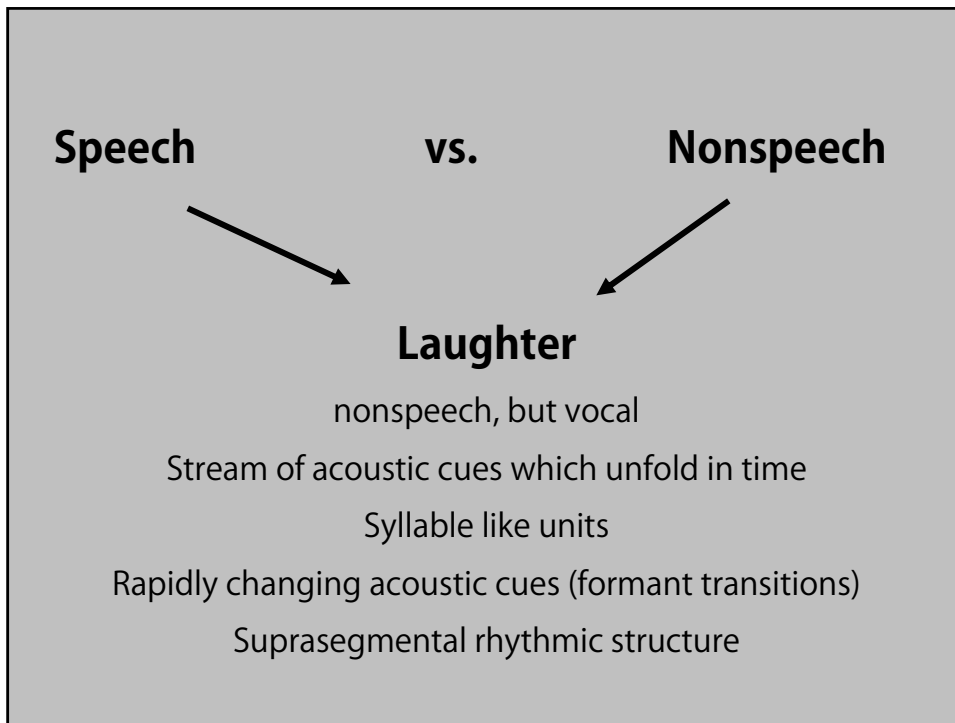 Speech vs. Nonspeech
Laughter
nonspeech, but vocal
Stream of acoustic cues which unfold in time
Syllable like units
Rapidly changing acoustic cues (formant transitions)
Suprasegmental rhythmic structure